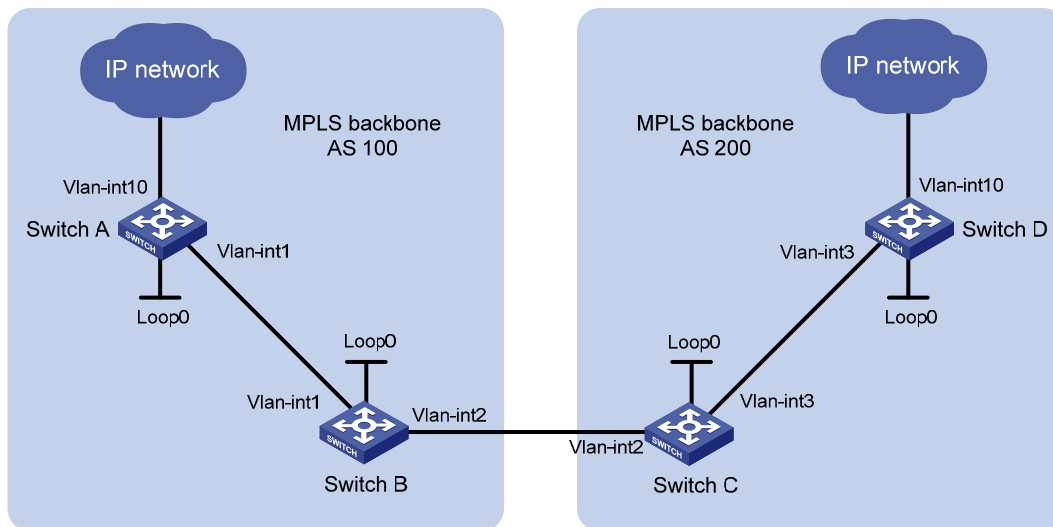 IP network
IP network
MPLS backbone
AS 100
MPLS backbone
AS 200
Vlan-int10
Vlan-int10
Switch A
SWITCH
Vlan-int1
Vlan-int3
SWITCH
Switch D
Loop0
Loop0
Loop0
Loop0
Vlan-int1
SWITCH
Vlan-int2
Vlan-int2
SWITCH
Vlan-int3
Switch B
Switch C